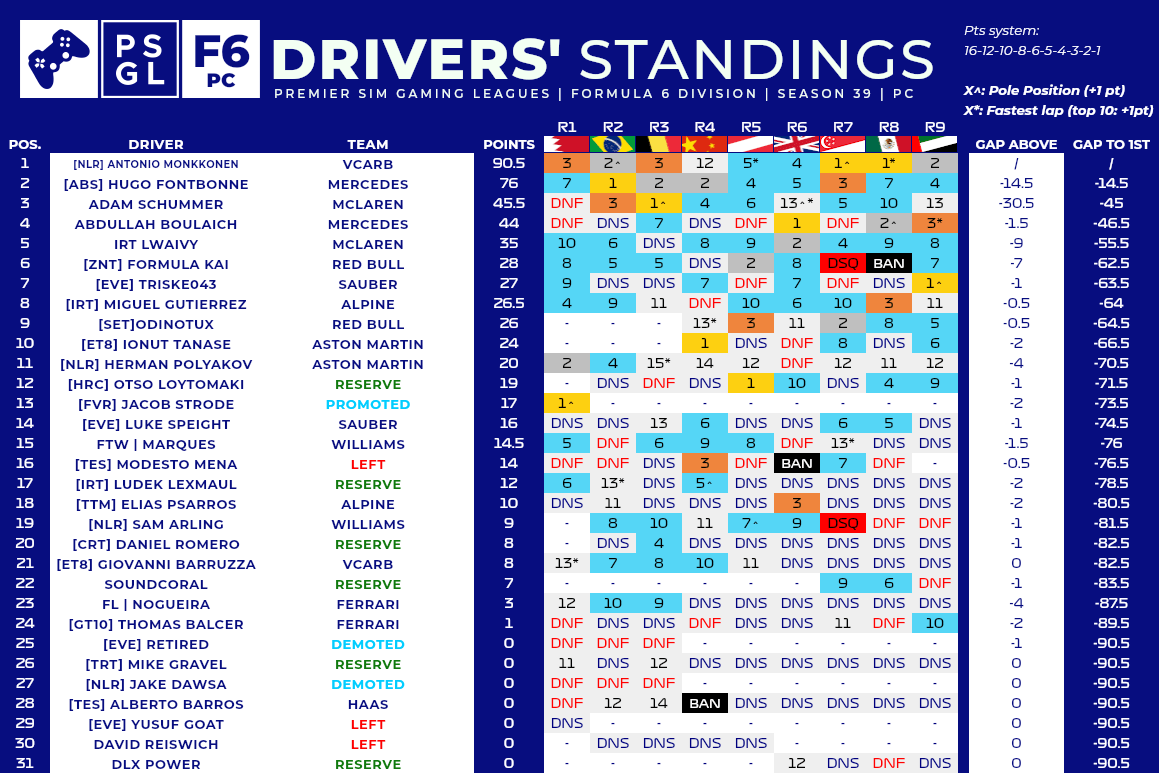 PS
GL
F6
PC
DRIVERS' STANDINGS
PREMIER SIM GAMING LEAGUES | FORMULA 6 DIVISION | SEASON 39 | PC
Pts system:
16-12-10-8-6-5-4-3-2-1
X^: Pole Position (+1 pt)
X*: Fastest lap (top 10: +1pt)
R1 R2 R3 R4 R5 R6 R7 R8 R9
POS. DRIVER TEAM POINTS GAP ABOVE GAP TO 1ST
1 [NLR] ANTONIO MONKKONEN VCARB 90.5 3 2^ 3 12 5* 4 1^ 1* 2 / /
2 [ABS] HUGO FONTBONNE MERCEDES 76 7 1 2 2 4 5 3 7 4 -14.5 -14.5
3 ADAM SCHUMMER MCLAREN 45.5 DNF 3 1^ 4 6 13^* 5 10 13 -30.5 -45
4 ABDULLAH BOULAICH MERCEDES 44 DNF DNS 7 DNS DNF 1 DNF 2^ 3* -1.5 -46.5
5 IRT LWAIVY MCLAREN 35 10 6 DNS 8 9 2 4 9 8 -9 -55.5
6 [ZNT] FORMULA KAI RED BULL 28 8 5 5 DNS 2 8 DSQ BAN 7 -7 -62.5
7 [EVE] TRISKE043 SAUBER 27 9 DNS DNS 7 DNF 7 DNF DNS 1^ -1 -63.5
8 [IRT] MIGUEL GUTIERREZ ALPINE 26.5 4 9 11 DNF 10 6 10 3 11 -0.5 -64
9 [SET]ODINOTUX RED BULL 26 - - - 13* 3 11 2 8 5 -0.5 -64.5
10 [ET8] IONUT TANASE ASTON MARTIN 24 - - - 1 DNS DNF 8 DNS 6 -2 -66.5
11 [NLR] HERMAN POLYAKOV ASTON MARTIN 20 2 4 15* 14 12 DNF 12 11 12 -4 -70.5
12 [HRC] OTSO LOYTOMAKI RESERVE 19 - DNS DNF DNS 1 10 DNS 4 9 -1 -71.5
13 [FVR] JACOB STRODE PROMOTED 17 1^ - - - - - - - - -2 -73.5
14 [EVE] LUKE SPEIGHT SAUBER 16 DNS DNS 13 6 DNS DNS 6 5 DNS -1 -74.5
15 FTW | MARQUES WILLIAMS 14.5 5 DNF 6 9 8 DNF 13* DNS DNS -1.5 -76
16 [TES] MODESTO MENA LEFT 14 DNF DNF DNS 3 DNF BAN 7 DNF - -0.5 -76.5
17 [IRT] LUDEK LEXMAUL RESERVE 12 6 13* DNS 5^ DNS DNS DNS DNS DNS -2 -78.5
18 [TTM] ELIAS PSARROS ALPINE 10 DNS 11 DNS DNS DNS 3 DNS DNS DNS -2 -80.5
19 [NLR] SAM ARLING WILLIAMS 9 - 8 10 11 7^ 9 DSQ DNF DNF -1 -81.5
20 [CRT] DANIEL ROMERO RESERVE 8 - DNS 4 DNS DNS DNS DNS DNS DNS -1 -82.5
21 [ET8] GIOVANNI BARRUZZA VCARB 8 13* 7 8 10 11 DNS DNS DNS DNS 0 -82.5
22 SOUNDCORAL RESERVE 7 - - - - - - 9 6 DNF -1 -83.5
23 FL | NOGUEIRA FERRARI 3 12 10 9 DNS DNS DNS DNS DNS DNS -4 -87.5
24 [GT10] THOMAS BALCER FERRARI 1 DNF DNS DNS DNF DNS DNS 11 DNF 10 -2 -89.5
25 [EVE] RETIRED DEMOTED 0 DNF DNF DNF - - - - - - -1 -90.5
26 [TRT] MIKE GRAVEL RESERVE 0 11 DNS 12 DNS DNS DNS DNS DNS DNS 0 -90.5
27 [NLR] JAKE DAWSA DEMOTED 0 DNF DNF DNF - - - - - - 0 -90.5
28 [TES] ALBERTO BARROS HAAS 0 DNF 12 14 BAN DNS DNS DNS DNS DNS 0 -90.5
29 [EVE] YUSUF GOAT LEFT 0 DNS - - - - - - - - 0 -90.5
30 DAVID REISWICH LEFT 0 - DNS DNS DNS DNS - - - - 0 -90.5
31 DLX POWER RESERVE 0 - - - - - 12 DNS DNF DNS 0 -90.5